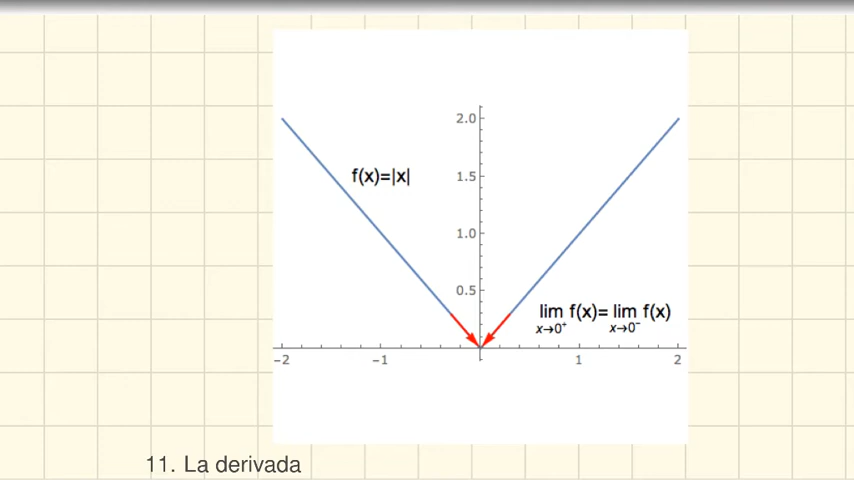 2.0
f(x)=|x|
1.5
1.0
0.5
lim f(x)= lim f(x)
x→0⁺ x→0⁻
−2 −1 1 2
11. La derivada